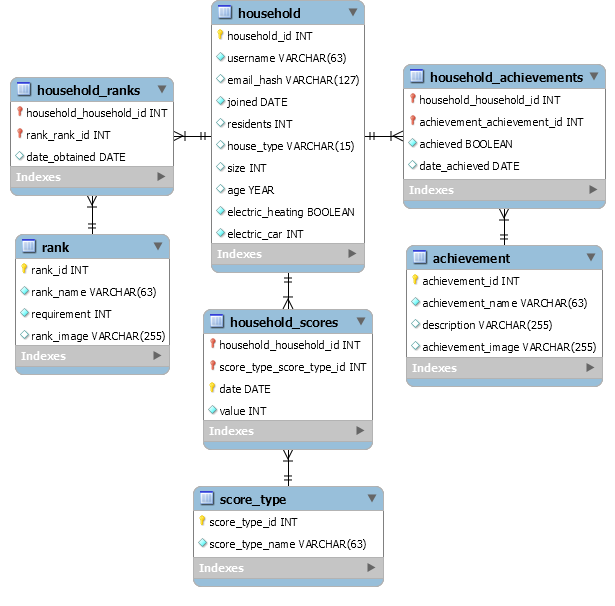 household
household_id INT
username VARCHAR(63)
email_hash VARCHAR(127)
joined DATE
residents INT
house_type VARCHAR(15)
size INT
age YEAR
electric_heating BOOLEAN
electric_car INT
Indexes
household_ranks
household_household_id INT
rank_rank_id INT
date_obtained DATE
Indexes
household_achievements
household_household_id INT
achievement_achievement_id INT
achieved BOOLEAN
date_achieved DATE
Indexes
rank
rank_id INT
rank_name VARCHAR(63)
requirement INT
rank_image VARCHAR(255)
Indexes
achievement
achievement_id INT
achievement_name VARCHAR(63)
description VARCHAR(255)
achievement_image VARCHAR(255)
Indexes
household_scores
household_household_id INT
score_type_score_type_id INT
date DATE
value INT
Indexes
score_type
score_type_id INT
score_type_name VARCHAR(63)
Indexes